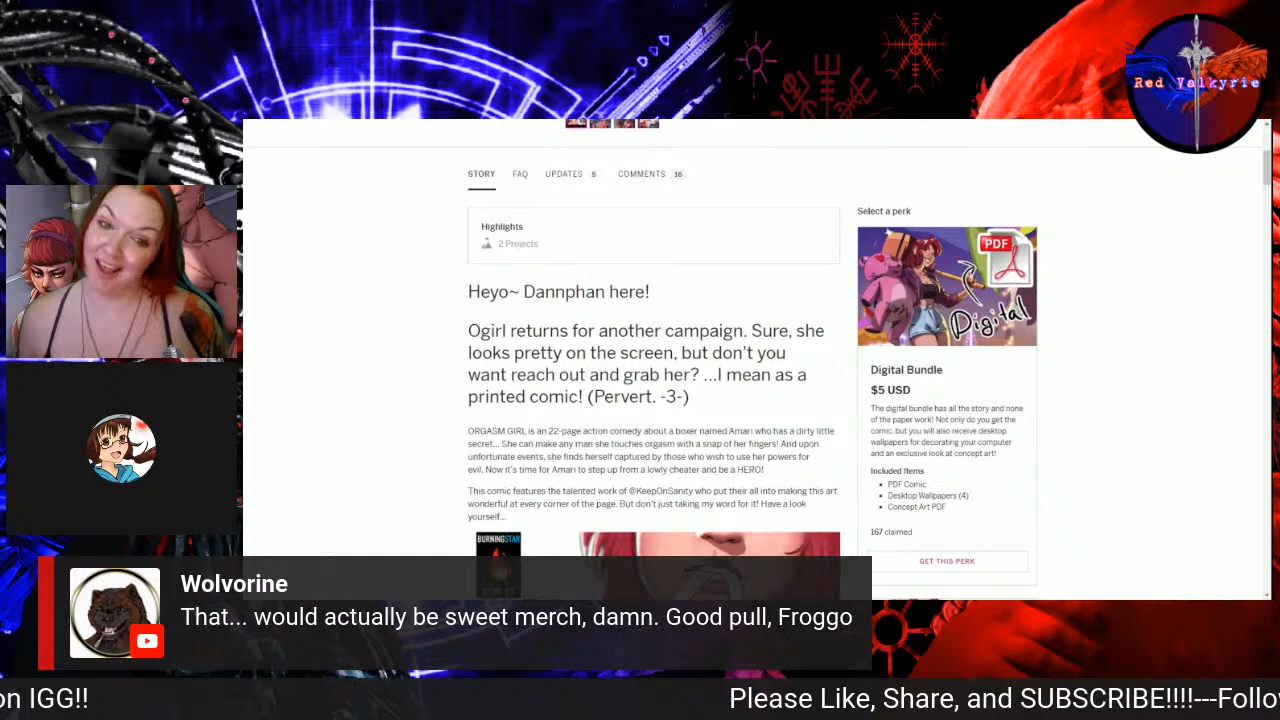 Red Valkyrie
STORY FAQ UPDATES 5 COMMENTS 16
Highlights
2 Projects
Heyo~ Dannphan here!
Ogirl returns for another campaign. Sure, she
looks pretty on the screen, but don't you
want reach out and grab her? ...I mean as a
printed comic! (Pervert. -3-)
ORGASM GIRL is an 22-page action comedy about a boxer named Amari who has a dirty little
secret... She can make any man she touches orgasm with a snap of her fingers! And upon
unfortunate events, she finds herself captured by those who wish to use her powers for
evil. Now it's time for Amari to step up from a lowly cheater and be a HERO!
This comic features the talented work of @KeepOnSanity who put their all into making this art
wonderful at every corner of the page. But don't just taking my word for it! Have a look
yourself...
BURNINGSTAR
Select a perk
PDF
Digital
Digital Bundle
$5 USD
The digital bundle has all the story and none
of the paper work! Not only do you get the
comic, but you will also receive desktop
wallpapers for decorating your computer
and an exclusive look at concept art!
Included Items
PDF Comic
Desktop Wallpapers (4)
Concept Art PDF
167 claimed
GET THIS PERK
Wolvorine
That... would actually be sweet merch, damn. Good pull, Froggo
on IGG!! Please Like, Share, and SUBSCRIBE!!!!---Follo